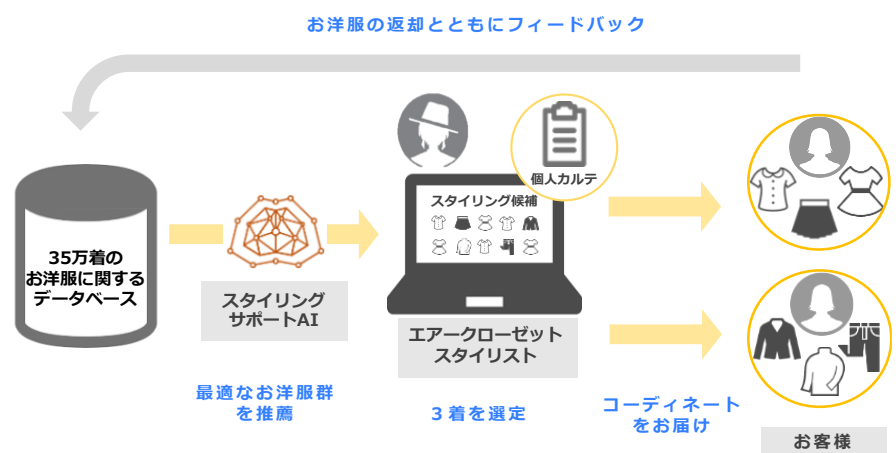 お洋服の返却とともにフィードバック
個人カルテ
スタイリング候補
35万着の
お洋服に関する
データベース
スタイリング
サポートAI
エアークローゼット
スタイリスト
最適なお洋服群
を推薦
３着を選定
コーディネート
をお届け
お客様